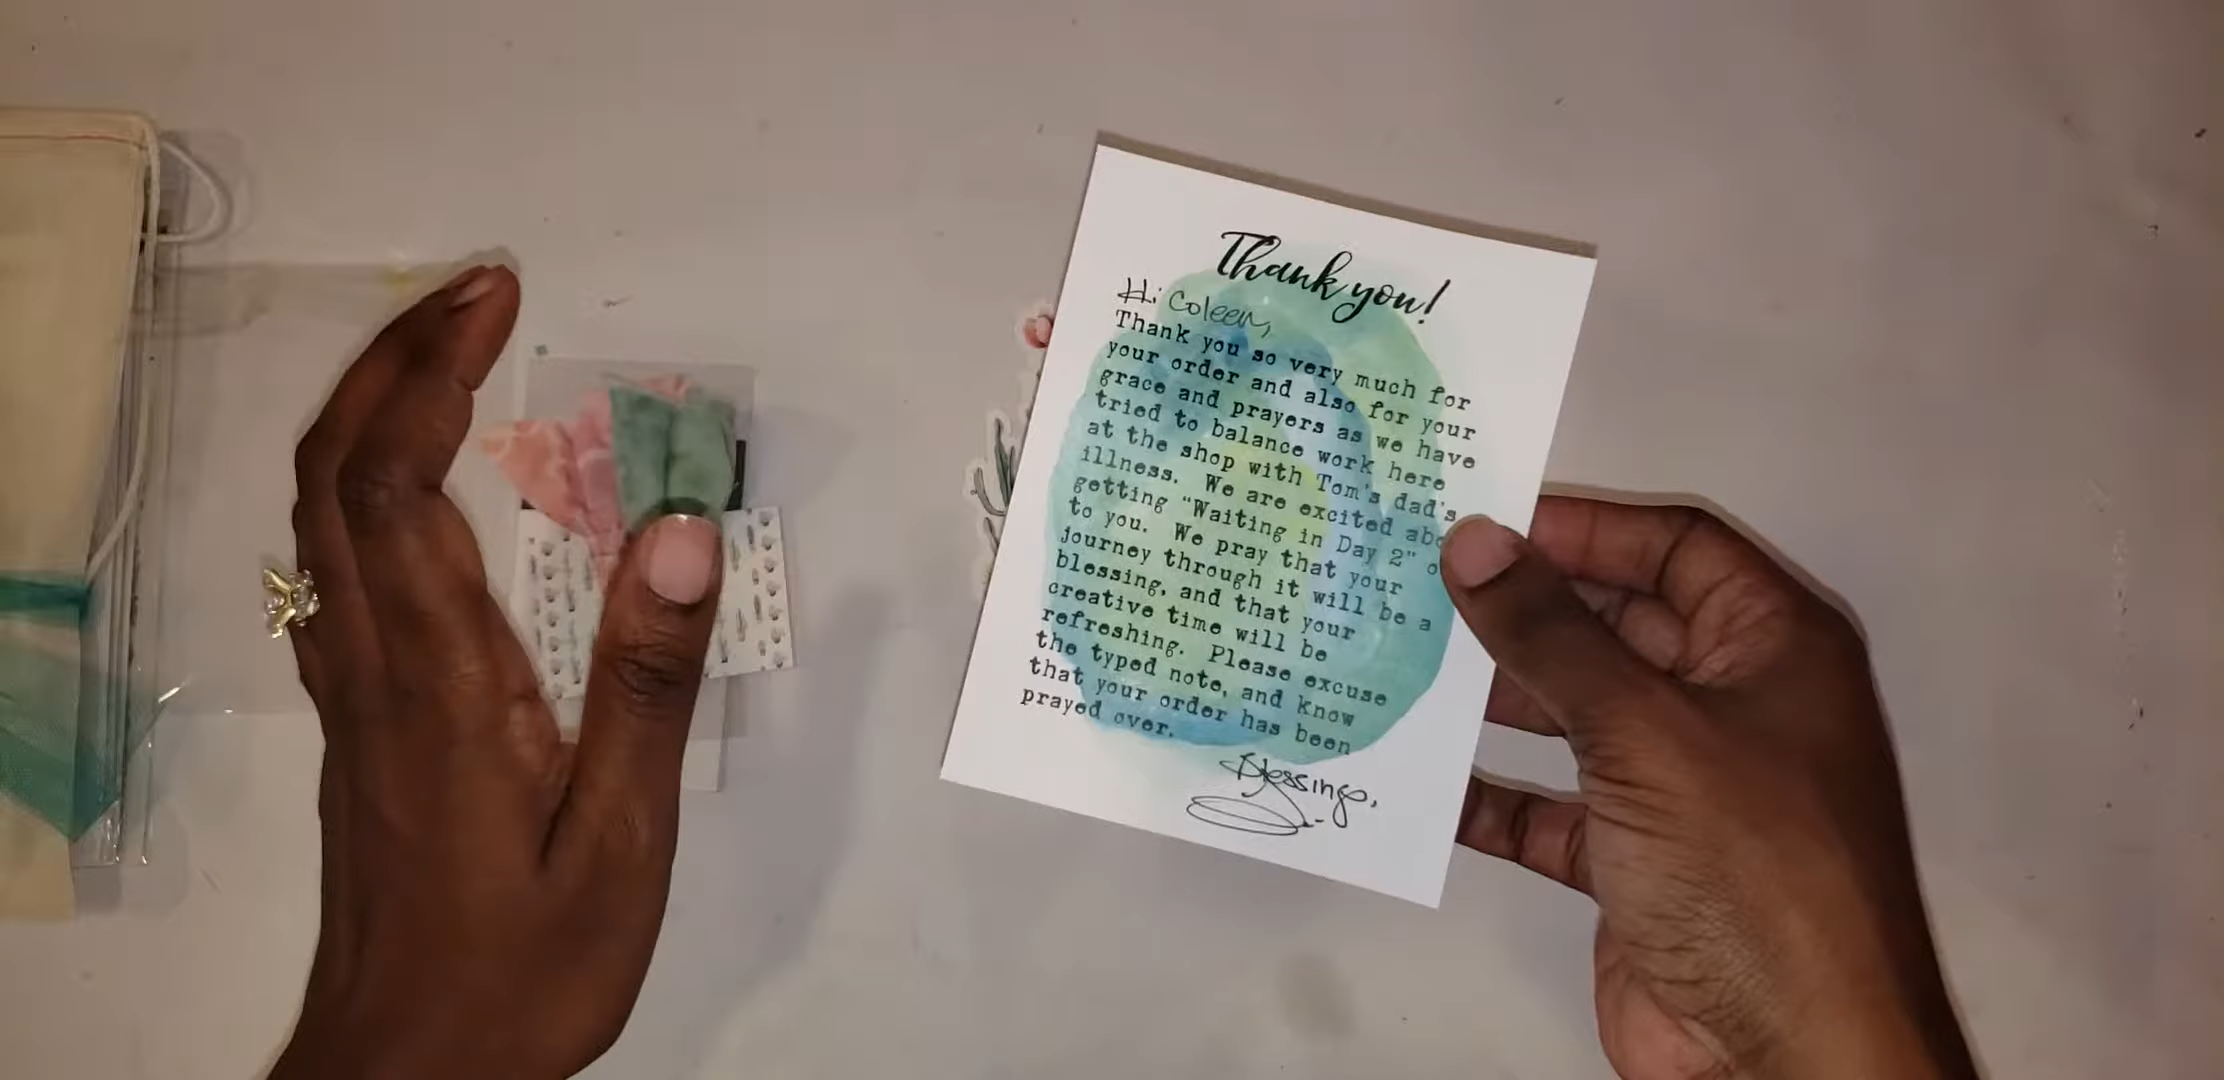 Thank you!
Hi Coleen,
Thank you so very much for
your order and also for your
grace and prayers as we have
tried to balance work here
at the shop with Tom's dad's
illness. We are excited abo
getting "Waiting in Day 2" o
to you. We pray that your
journey through it will be a
blessing, and that your
creative time will be
refreshing. Please excuse
the typed note, and know
that your order has been
prayed over.
Blessings,